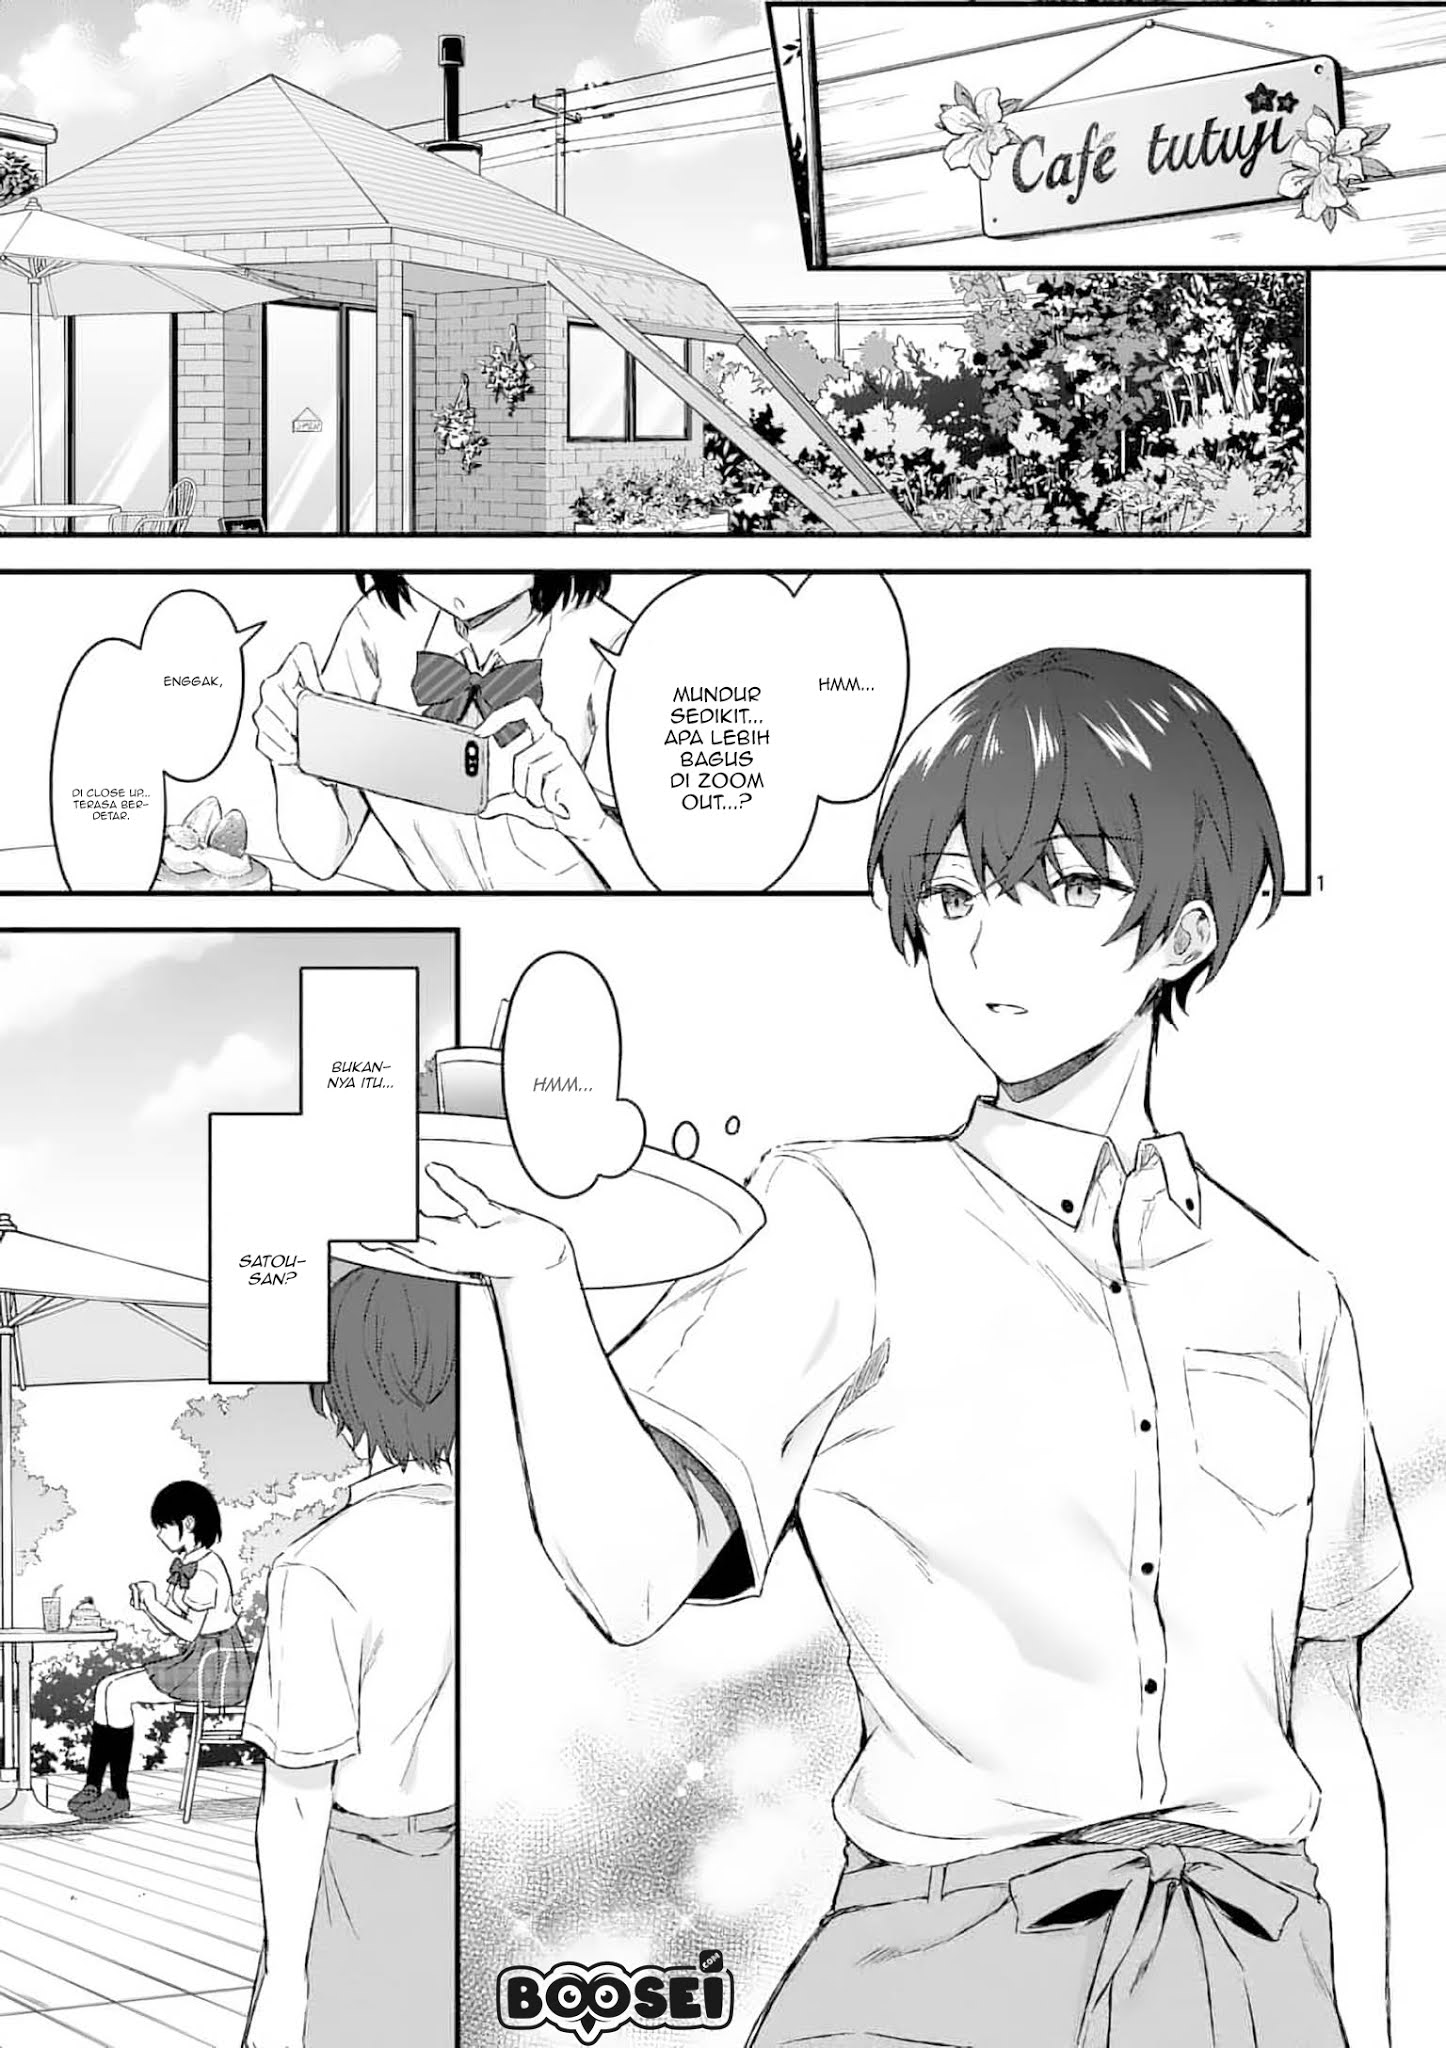 Café tutuji
HMM...
MUNDUR
SEDIKIT...
APA LEBIH
BAGUS
DI ZOOM
OUT...?
ENGGAK,
DI CLOSE UP...
TERASA BER-
DETAR.
1
HMM...
BUKAN-
NYA ITU...
SATOU-
SAN?
BOOSEI
.COM